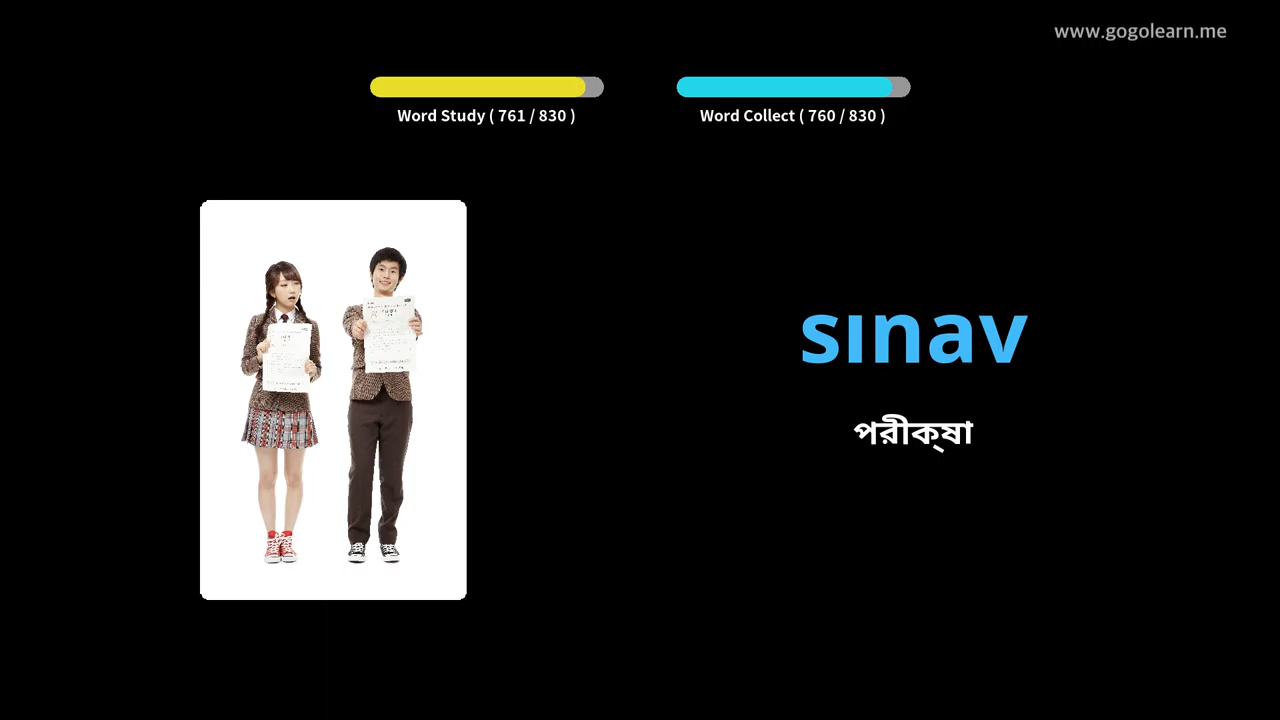 www.gogolearn.me
Word Study ( 761 / 830 )
Word Collect ( 760 / 830 )
sınav
পরীক্ষা